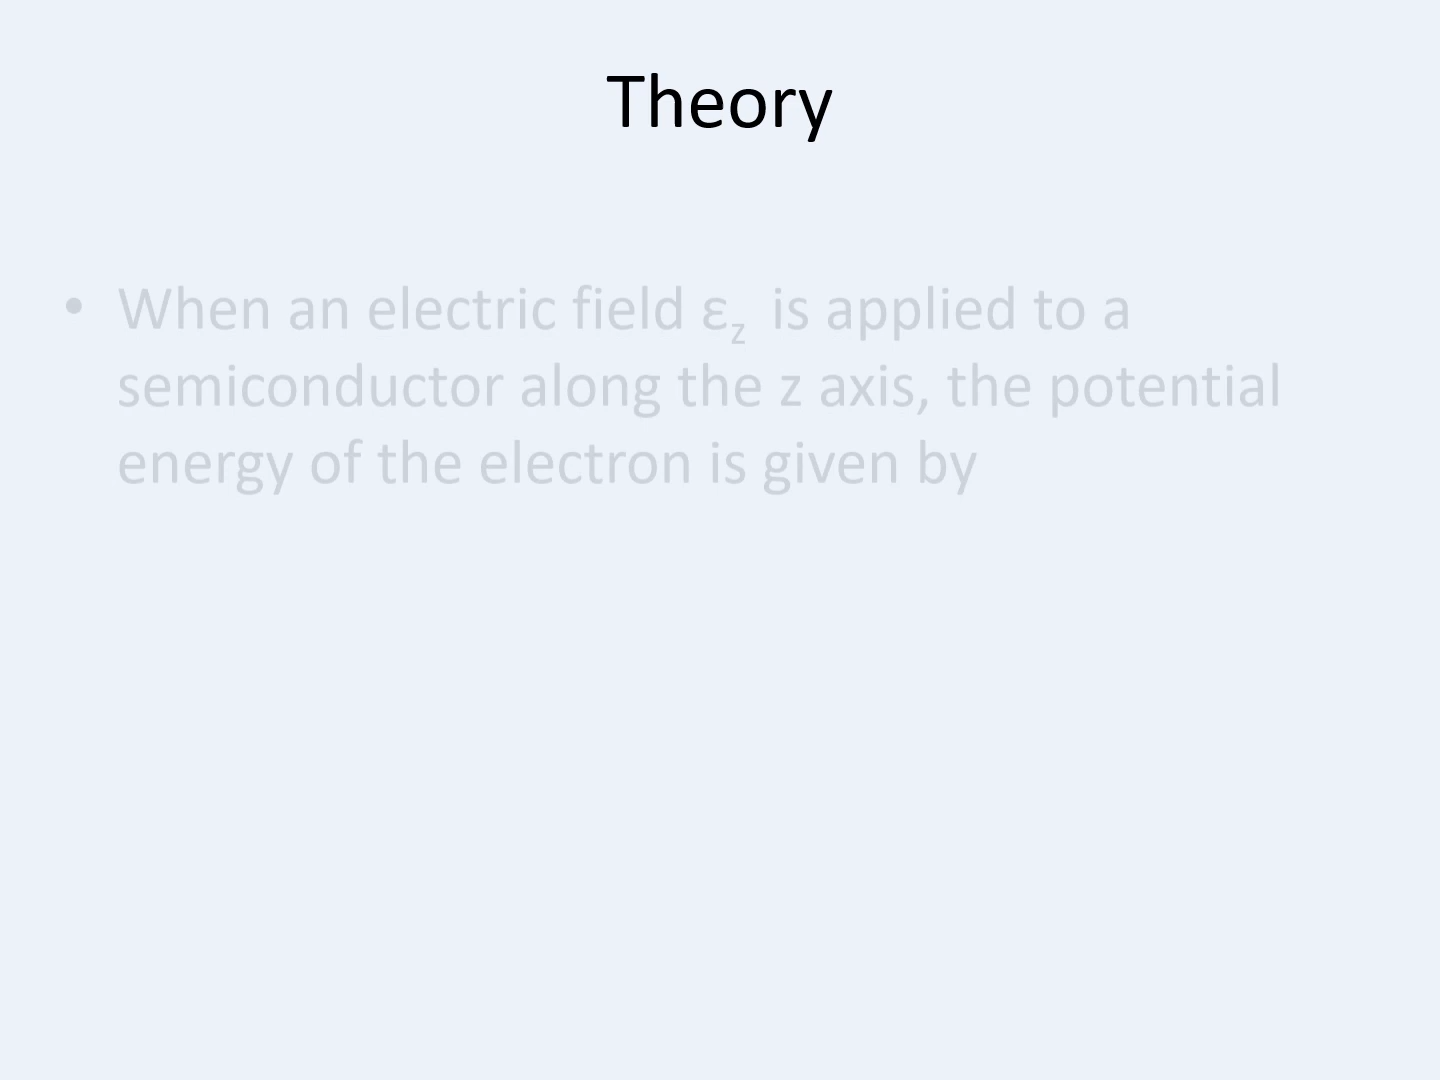 Theory
• When an electric field εz is applied to a
semiconductor along the z axis, the potential
energy of the electron is given by